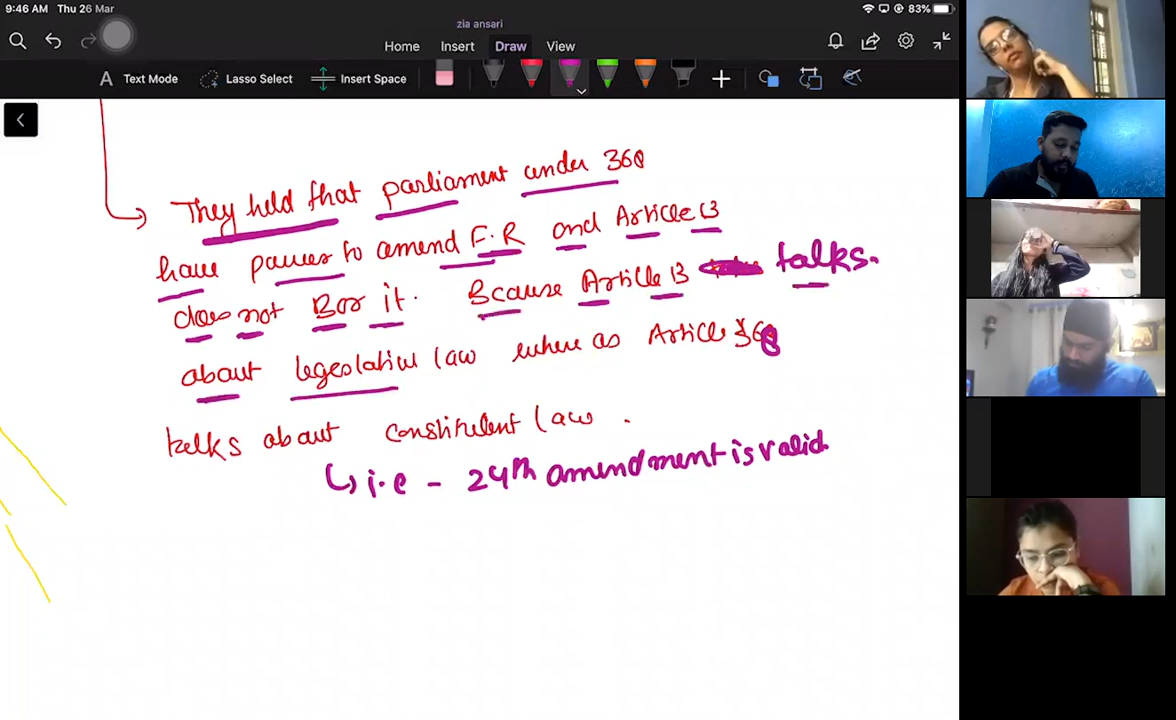 9:46 AM Thu 26 Mar
83%
zia ansari
Home Insert Draw View
Text Mode Lasso Select Insert Space
They held that parliament under 368
have powers to amend F.R and Article 13
does not Bar it. Bcause Article 13 talks.
about legeslative law where as Article 368
talks about constituent law .
i.e - 24th amendment is valid